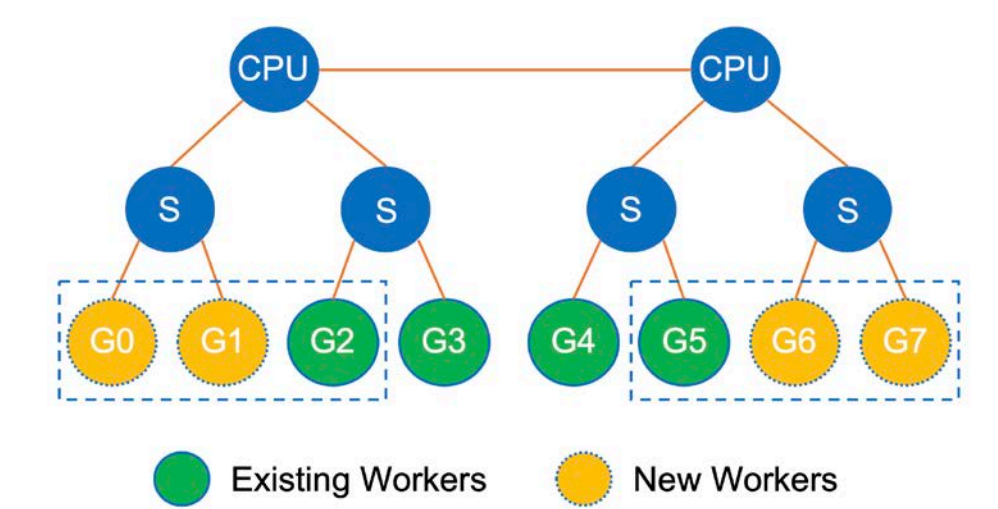 CPU CPU
S S S S
G0 G1 G2 G3 G4 G5 G6 G7
Existing Workers New Workers